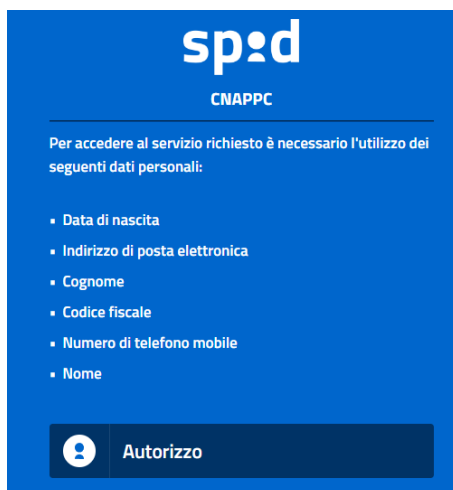 spid
CNAPPC
Per accedere al servizio richiesto è necessario l'utilizzo dei
seguenti dati personali:
▪ Data di nascita
▪ Indirizzo di posta elettronica
▪ Cognome
▪ Codice fiscale
▪ Numero di telefono mobile
▪ Nome
Autorizzo